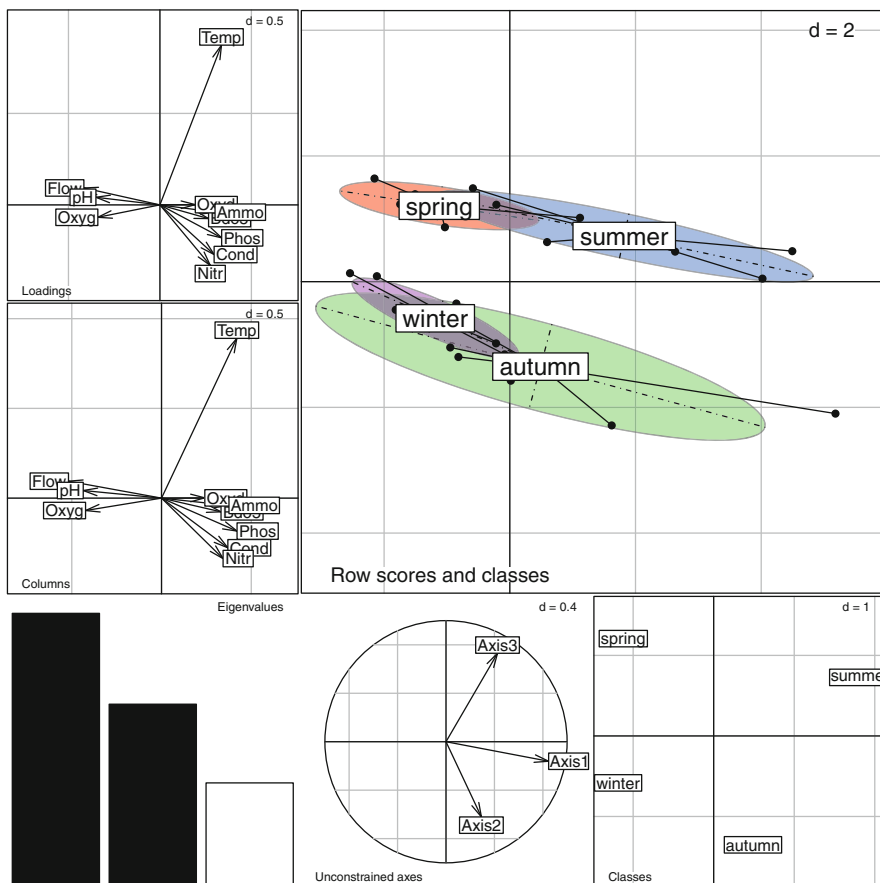 d = 0.5
Temp
Flow
pH
Oxyg
Oxyd
Ammo
Phos
Cond
Nitr
Loadings
d = 2
spring
summer
winter
autumn
Row scores and classes
d = 0.5
Temp
Flow
pH
Oxyg
Oxyd
Ammo
Phos
Cond
Nitr
Columns
Eigenvalues
d = 0.4
Axis3
Axis1
Axis2
Unconstrained axes
d = 1
spring
summe
winter
autumn
Classes